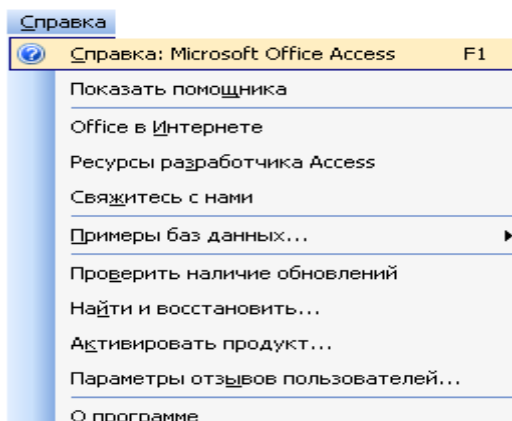 Справка
Справка: Microsoft Office Access F1
Показать помощника
Office в Интернете
Ресурсы разработчика Access
Свяжитесь с нами
Примеры баз данных...
Проверить наличие обновлений
Найти и восстановить...
Активировать продукт...
Параметры отзывов пользователей...
О программе